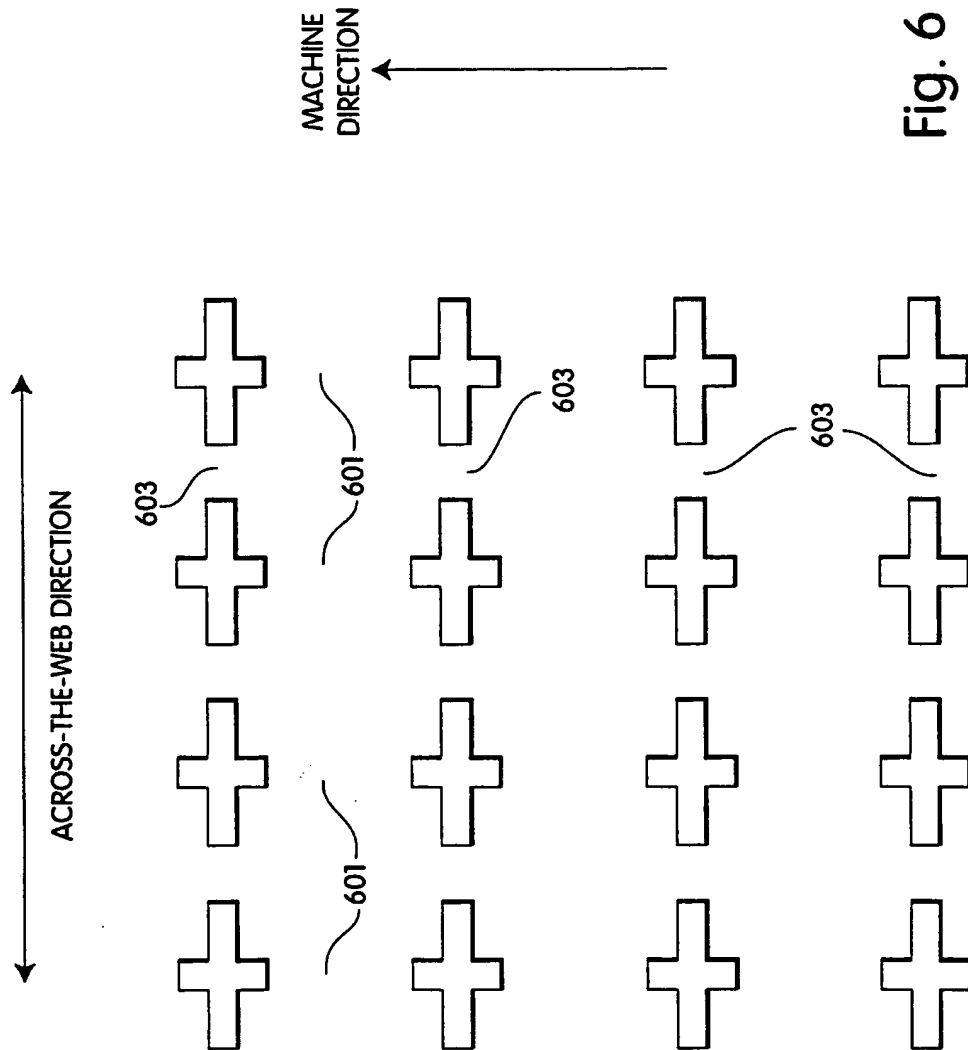 ACROSS-THE-WEB DIRECTION
MACHINE
DIRECTION
603
601
603
601
603
Fig. 6